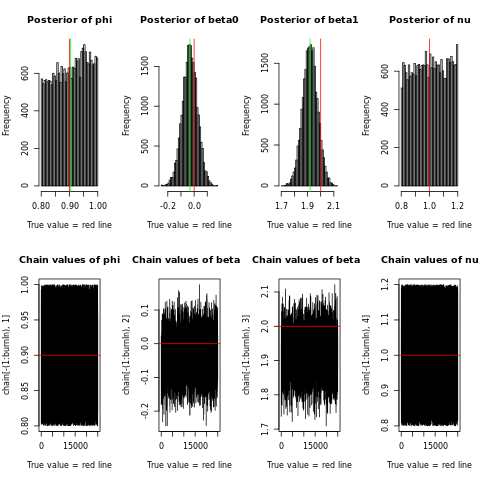 Posterior of phi
Posterior of beta0
Posterior of beta1
Posterior of nu
Frequency
0 200 400 600
0.80 0.90 1.00
True value = red line
Frequency
0 500 1000 1500
-0.2 0.0
True value = red line
Frequency
0 500 1000 1500
1.7 1.9 2.1
True value = red line
Frequency
0 200 400 600
0.8 1.0 1.2
True value = red line
Chain values of phi
Chain values of beta
Chain values of beta
Chain values of nu
chain[-(1:burnIn), 1]
0.80 0.85 0.90 0.95 1.00
0 15000
True value = red line
chain[-(1:burnIn), 2]
-0.2 -0.1 0.0 0.1
0 15000
True value = red line
chain[-(1:burnIn), 3]
1.7 1.8 1.9 2.0 2.1
0 15000
True value = red line
chain[-(1:burnIn), 4]
0.8 0.9 1.0 1.1 1.2
0 15000
True value = red line